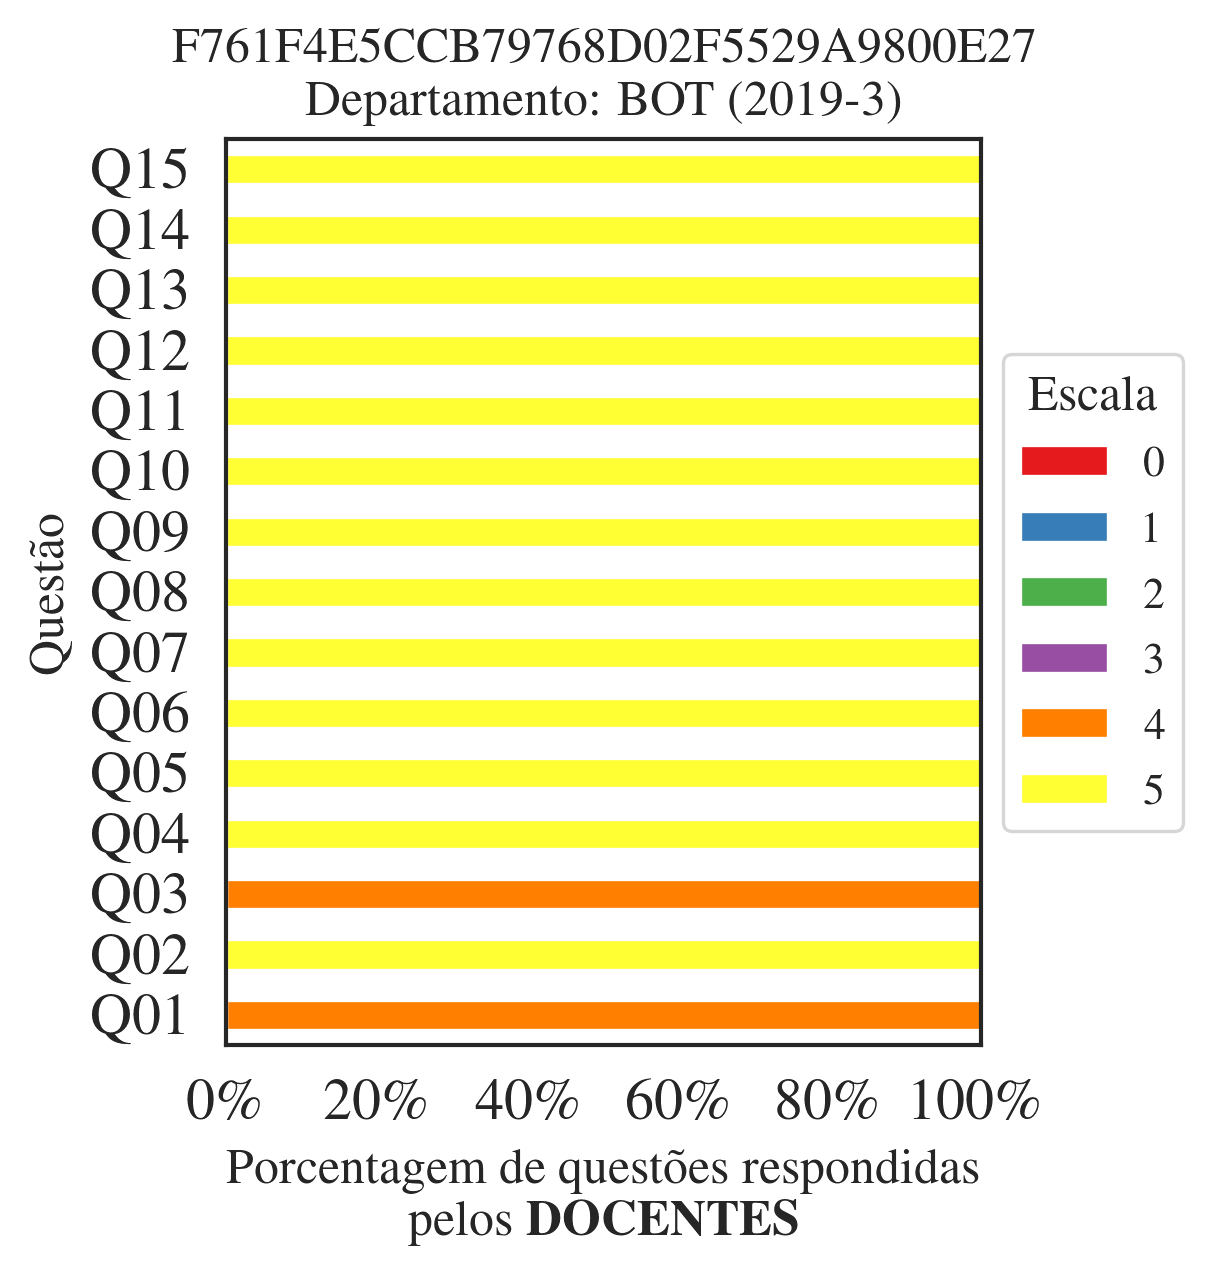 F761F4E5CCB79768D02F5529A9800E27
Departamento: BOT (2019-3)
Questão
Q15
Q14
Q13
Q12
Q11
Q10
Q09
Q08
Q07
Q06
Q05
Q04
Q03
Q02
Q01
0% 20% 40% 60% 80% 100%
Porcentagem de questões respondidas
pelos DOCENTES
Escala
0
1
2
3
4
5